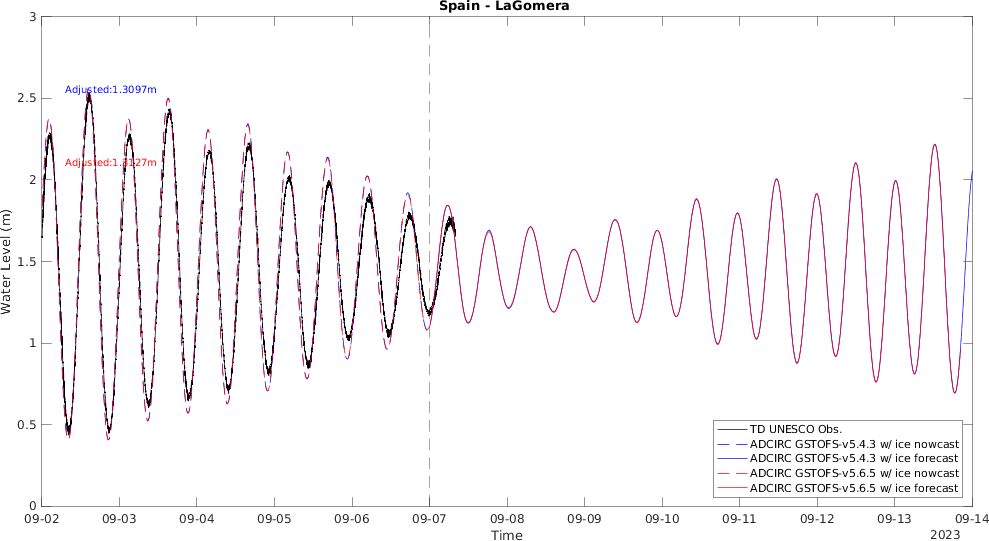 Spain - LaGomera
3
2.5
2
1.5
1
0.5
0
Water Level (m)
Adjusted:1.3097m
Adjusted:1.3127m
TD UNESCO Obs.
ADCIRC GSTOFS-v5.4.3 w/ ice nowcast
ADCIRC GSTOFS-v5.4.3 w/ ice forecast
ADCIRC GSTOFS-v5.6.5 w/ ice nowcast
ADCIRC GSTOFS-v5.6.5 w/ ice forecast
09-02 09-03 09-04 09-05 09-06 09-07 09-08 09-09 09-10 09-11 09-12 09-13 09-14
Time
2023